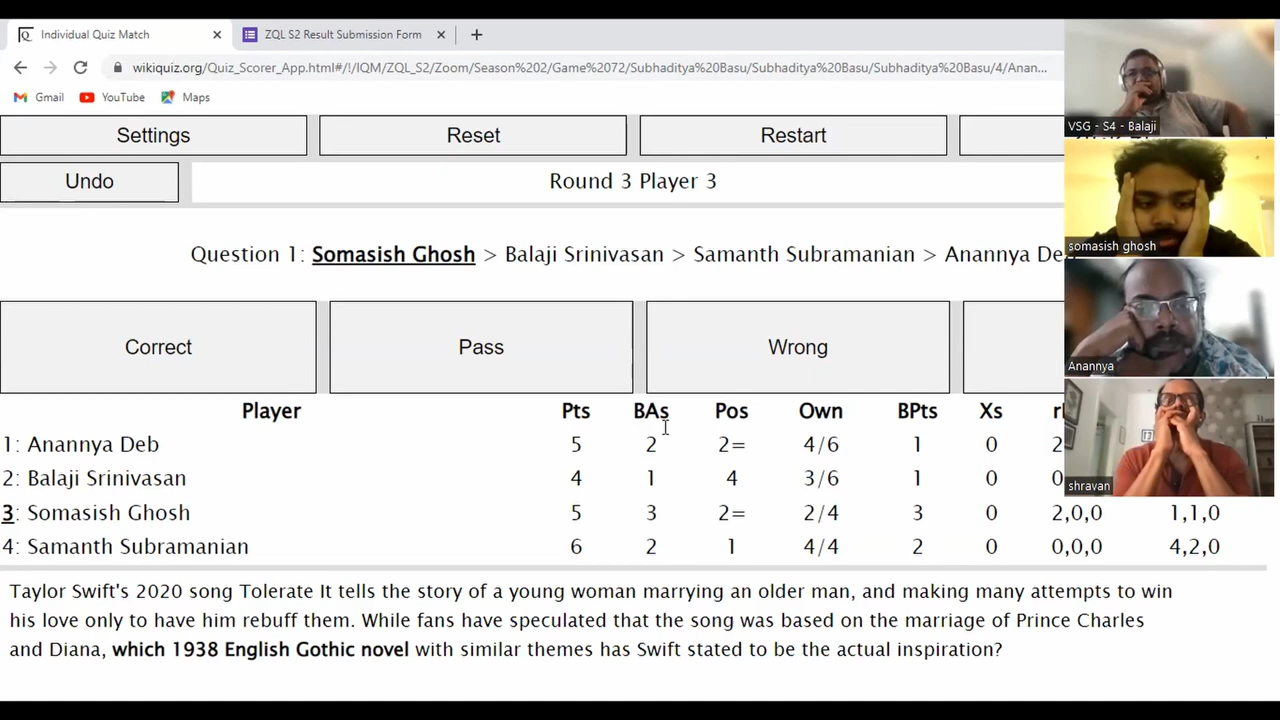 Individual Quiz Match
ZQL S2 Result Submission Form
wikiquiz.org/Quiz_Scorer_App.html#/I/IQM/ZQL_S2/Zoom/Season%202/Game%2072/Subhaditya%20Basu/Subhaditya%20Basu/Subhaditya%20Basu/4/Anan...
Gmail YouTube Maps
Settings Reset Restart
Undo Round 3 Player 3
Question 1: Somasish Ghosh > Balaji Srinivasan > Samanth Subramanian > Anannya De
Correct Pass Wrong
Player Pts BAs Pos Own BPts Xs
1: Anannya Deb 5 2 2= 4/6 1 0 2
2: Balaji Srinivasan 4 1 4 3/6 1 0 0
3: Somasish Ghosh 5 3 2= 2/4 3 0 2,0,0 1,1,0
4: Samanth Subramanian 6 2 1 4/4 2 0 0,0,0 4,2,0
Taylor Swift's 2020 song Tolerate It tells the story of a young woman marrying an older man, and making many attempts to win
his love only to have him rebuff them. While fans have speculated that the song was based on the marriage of Prince Charles
and Diana, which 1938 English Gothic novel with similar themes has Swift stated to be the actual inspiration?
VSG - S4 - Balaji
somasish ghosh
Anannya
shravan